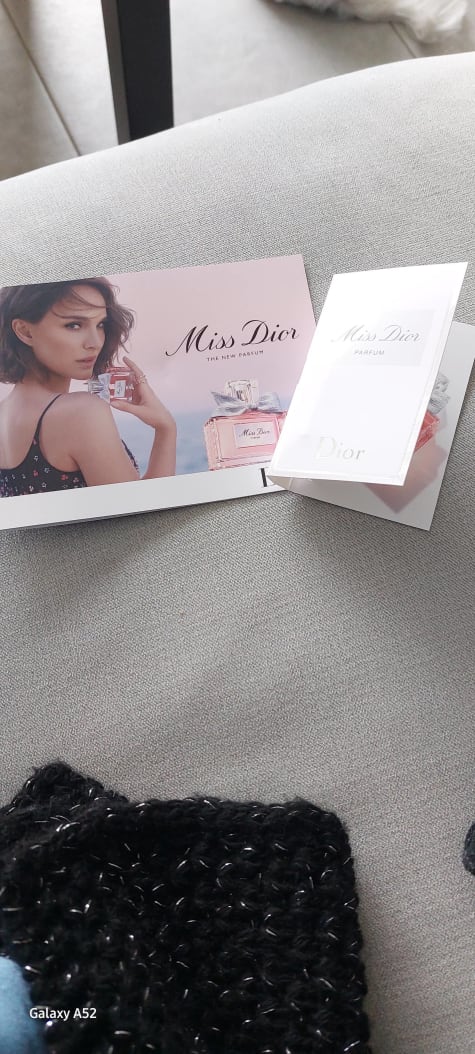 Miss Dior
THE NEW PARFUM
Miss Dior
Miss Dior
PARFUM
Dior
Galaxy A52